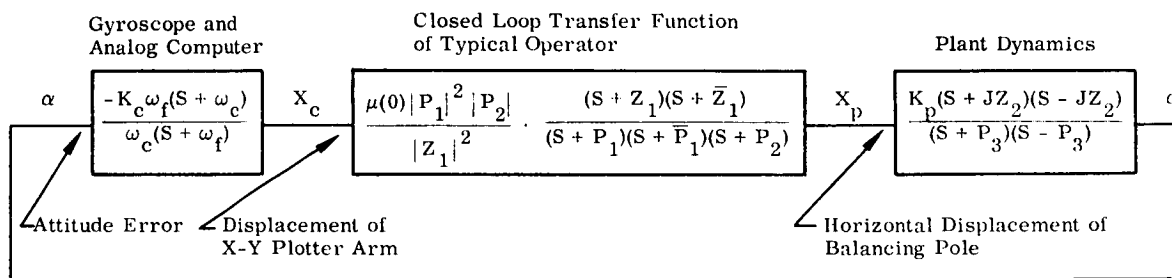 Gyroscope and
Analog Computer
Closed Loop Transfer Function
of Typical Operator
Plant Dynamics
α
-K_c ω_f (S + ω_c)
ω_c (S + ω_f)
X_c
μ(0) |P_1|^2 |P_2|
|Z_1|^2
·
(S + Z_1)(S + Z̄_1)
(S + P_1)(S + P̄_1)(S + P_2)
X_p
K_p(S + JZ_2)(S - JZ_2)
(S + P_3)(S - P_3)
Attitude Error
Displacement of
X-Y Plotter Arm
Horizontal Displacement of
Balancing Pole